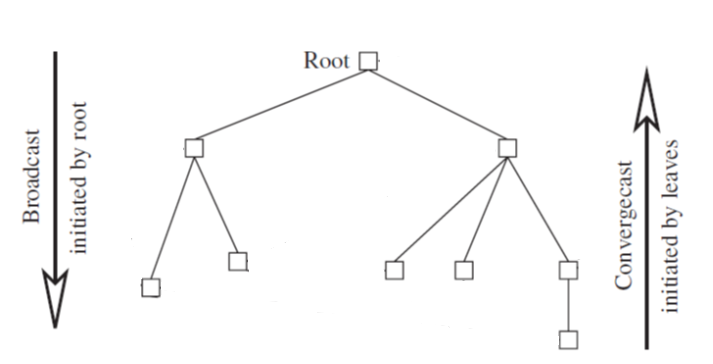 Root
Broadcast
initiated by root
Convergecast
initiated by leaves